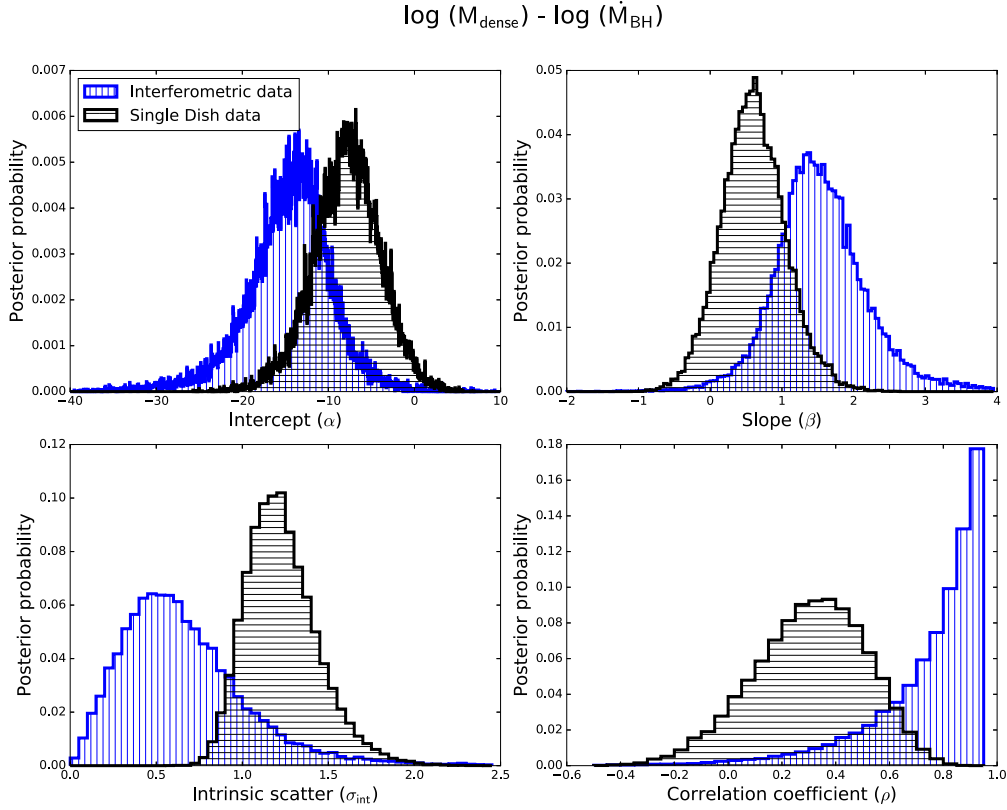 log (M_dense) - log (Ṁ_BH)
Interferometric data
Single Dish data
Posterior probability
0.007
0.006
0.005
0.004
0.003
0.002
0.001
0.000
−40 −30 −20 −10 0 10
Intercept (α)
Posterior probability
0.05
0.04
0.03
0.02
0.01
0.00
−2 −1 0 1 2 3 4
Slope (β)
Posterior probability
0.12
0.10
0.08
0.06
0.04
0.02
0.00
0.0 0.5 1.0 1.5 2.0 2.5
Intrinsic scatter (σ_int)
Posterior probability
0.18
0.16
0.14
0.12
0.10
0.08
0.06
0.04
0.02
0.00
−0.6 −0.4 −0.2 0.0 0.2 0.4 0.6 0.8 1.0
Correlation coefficient (ρ)